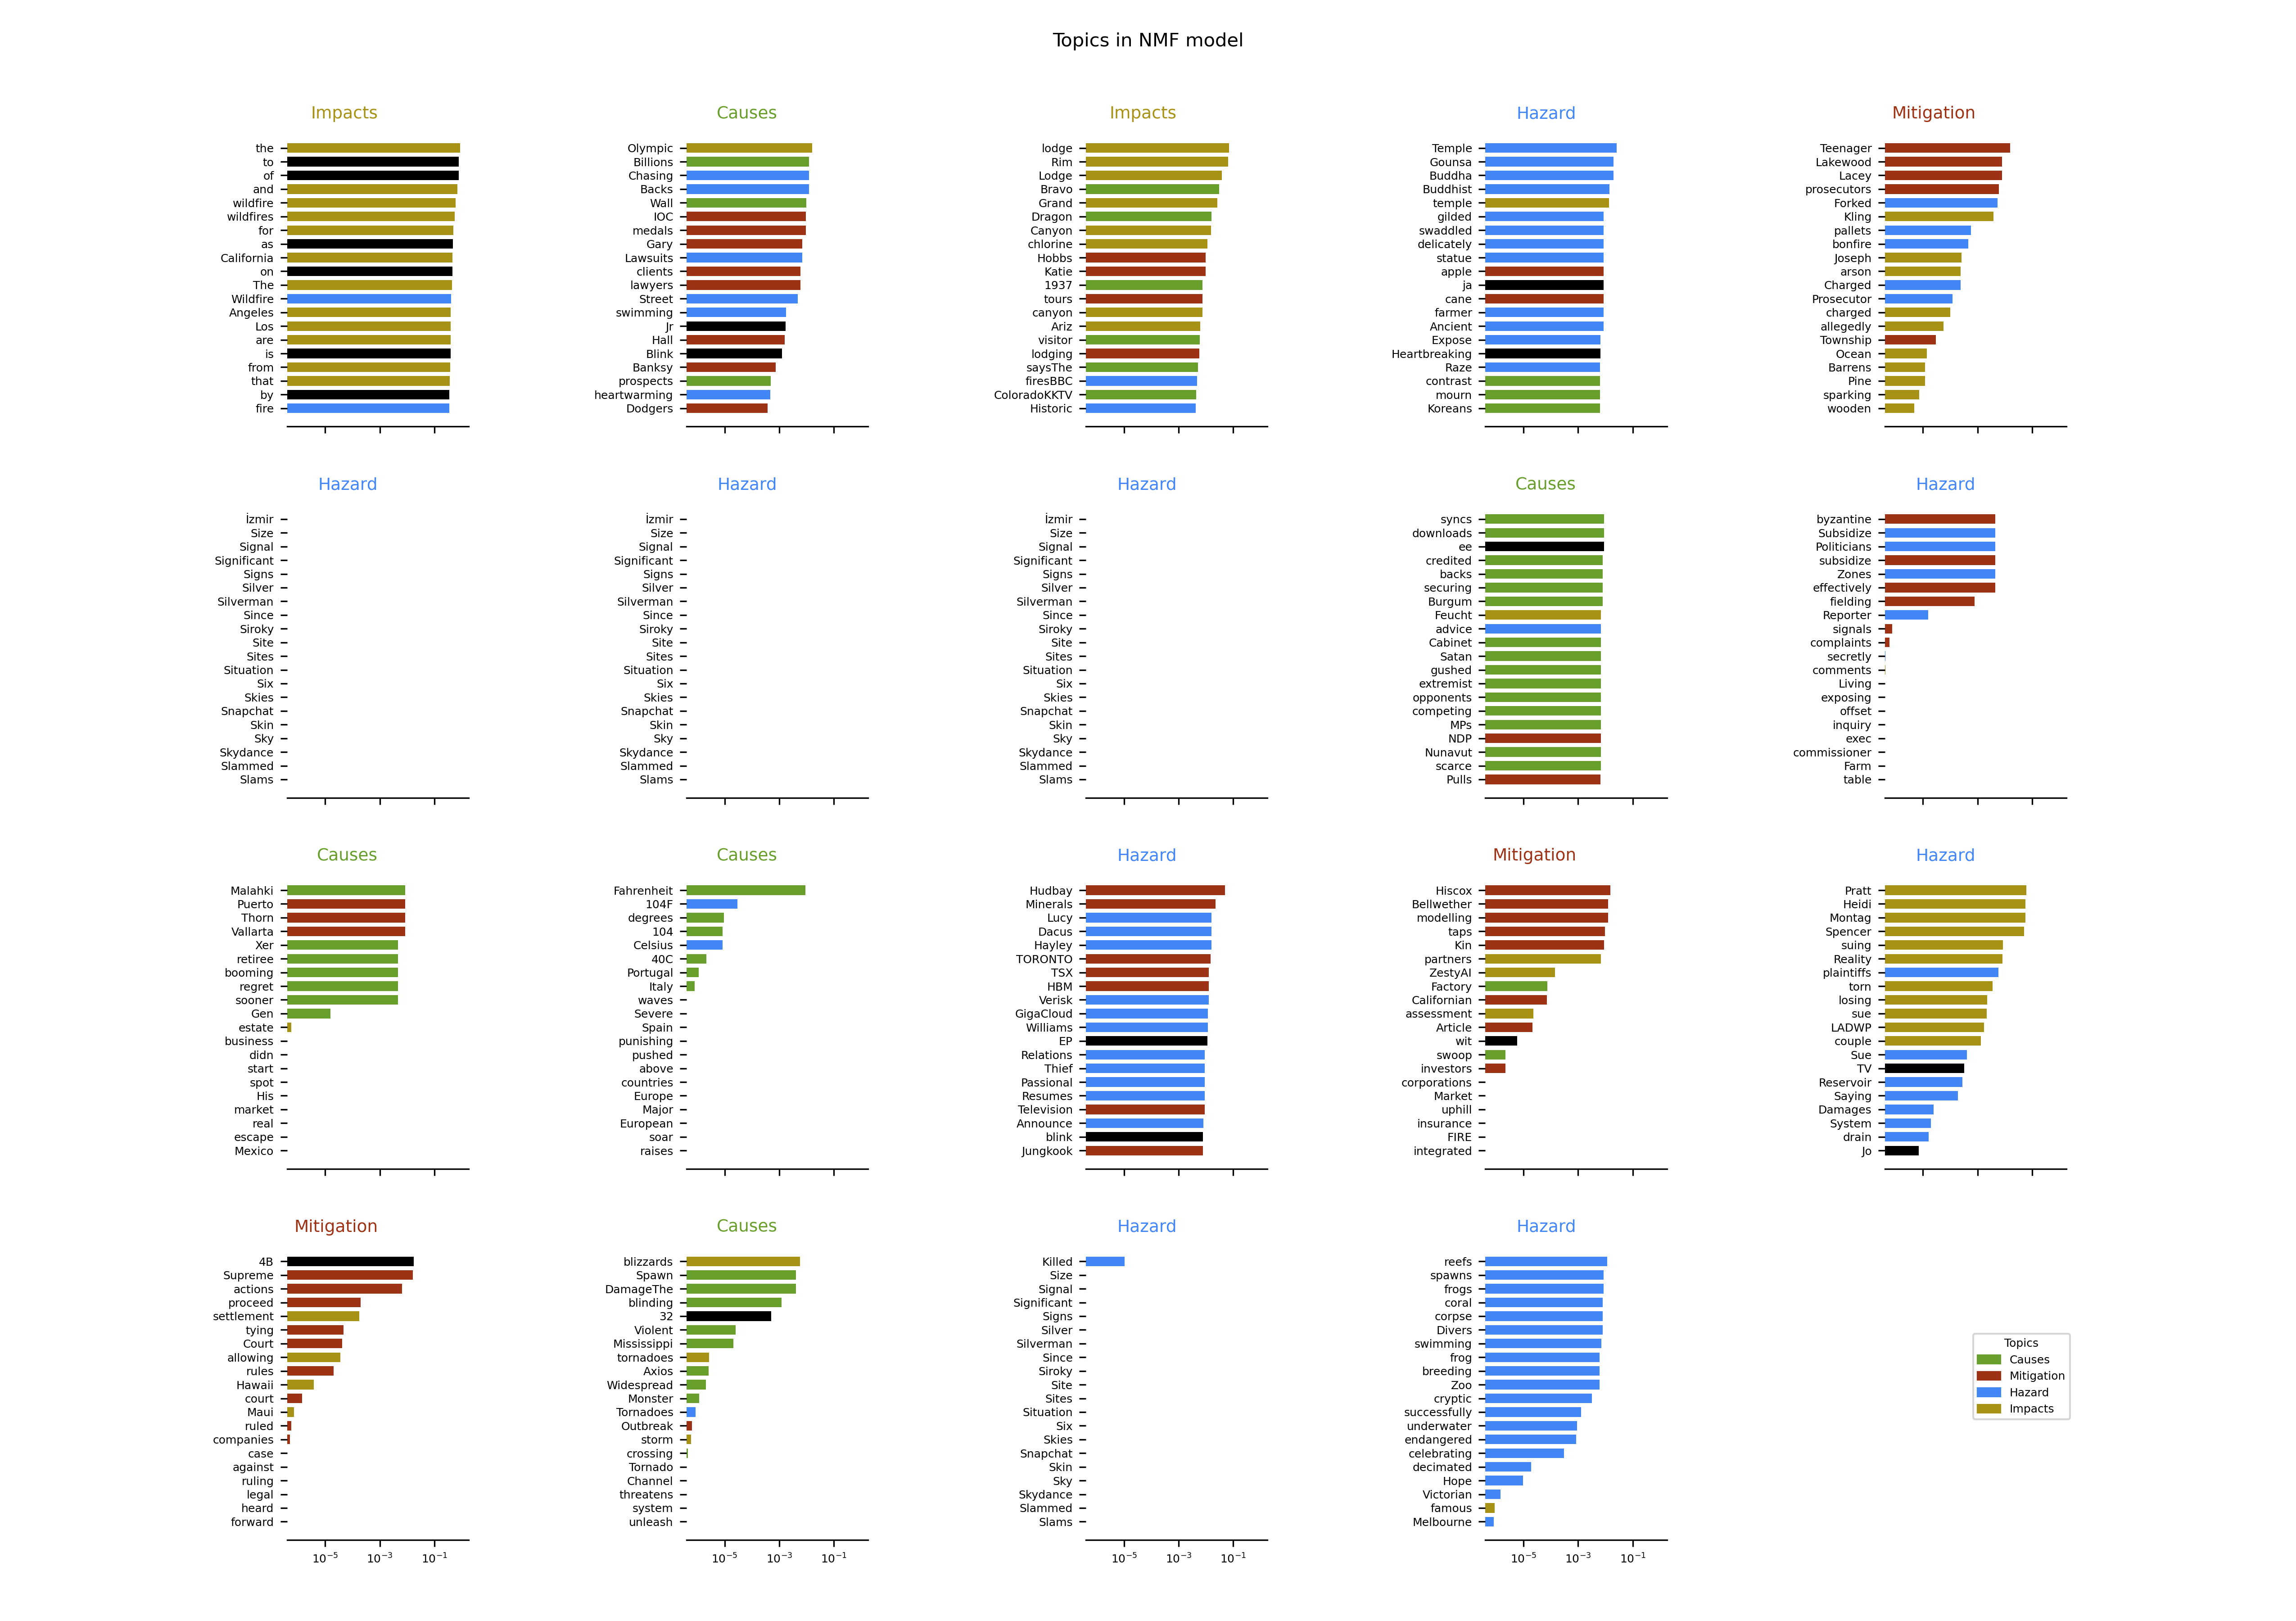 Topics in NMF model
Impacts
the
to
of
and
wildfire
wildfires
for
as
California
on
The
Wildfire
Angeles
Los
are
is
from
that
by
fire
Causes
Olympic
Billions
Chasing
Backs
Wall
IOC
medals
Gary
Lawsuits
clients
lawyers
Street
swimming
Jr
Hall
Blink
Banksy
prospects
heartwarming
Dodgers
Impacts
lodge
Rim
Lodge
Bravo
Grand
Dragon
Canyon
chlorine
Hobbs
Katie
1937
tours
canyon
Ariz
visitor
lodging
saysThe
firesBBC
ColoradoKKTV
Historic
Hazard
Temple
Gounsa
Buddha
Buddhist
temple
gilded
swaddled
delicately
statue
apple
ja
cane
farmer
Ancient
Expose
Heartbreaking
Raze
contrast
mourn
Koreans
Mitigation
Teenager
Lakewood
Lacey
prosecutors
Forked
Kling
pallets
bonfire
Joseph
arson
Charged
Prosecutor
charged
allegedly
Township
Ocean
Barrens
Pine
sparking
wooden
Hazard
İzmir
Size
Signal
Significant
Signs
Silver
Silverman
Since
Siroky
Site
Sites
Situation
Six
Skies
Snapchat
Skin
Sky
Skydance
Slammed
Slams
Hazard
İzmir
Size
Signal
Significant
Signs
Silver
Silverman
Since
Siroky
Site
Sites
Situation
Six
Skies
Snapchat
Skin
Sky
Skydance
Slammed
Slams
Hazard
İzmir
Size
Signal
Significant
Signs
Silver
Silverman
Since
Siroky
Site
Sites
Situation
Six
Skies
Snapchat
Skin
Sky
Skydance
Slammed
Slams
Causes
syncs
downloads
ee
credited
backs
securing
Burgum
Feucht
advice
Cabinet
Satan
gushed
extremist
opponents
competing
MPs
NDP
Nunavut
scarce
Pulls
Hazard
byzantine
Subsidize
Politicians
subsidize
Zones
effectively
fielding
Reporter
signals
complaints
secretly
comments
Living
exposing
offset
inquiry
exec
commissioner
Farm
table
Causes
Malahki
Puerto
Thorn
Vallarta
Xer
retiree
booming
regret
sooner
Gen
estate
business
didn
start
spot
His
market
real
escape
Mexico
Causes
Fahrenheit
104F
degrees
104
Celsius
40C
Portugal
Italy
waves
Severe
Spain
punishing
pushed
above
countries
Europe
Major
European
soar
raises
Hazard
Hudbay
Minerals
Lucy
Dacus
Hayley
TORONTO
TSX
HBM
Verisk
GigaCloud
Williams
EP
Relations
Thief
Passional
Resumes
Television
Announce
blink
Jungkook
Mitigation
Hiscox
Bellwether
modelling
taps
Kin
partners
ZestyAI
Factory
Californian
assessment
Article
wit
swoop
investors
corporations
Market
uphill
insurance
FIRE
integrated
Hazard
Pratt
Heidi
Montag
Spencer
suing
Reality
plaintiffs
torn
losing
sue
LADWP
couple
Sue
TV
Reservoir
Saying
Damages
System
drain
Jo
Mitigation
4B
Supreme
actions
proceed
settlement
tying
Court
allowing
rules
Hawaii
court
Maui
ruled
companies
case
against
ruling
legal
heard
forward
10⁻⁵ 10⁻³ 10⁻¹
Causes
blizzards
Spawn
DamageThe
blinding
32
Violent
Mississippi
tornadoes
Axios
Widespread
Monster
Tornadoes
Outbreak
storm
crossing
Tornado
Channel
threatens
system
unleash
10⁻⁵ 10⁻³ 10⁻¹
Hazard
Killed
Size
Signal
Significant
Signs
Silver
Silverman
Since
Siroky
Site
Sites
Situation
Six
Skies
Snapchat
Skin
Sky
Skydance
Slammed
Slams
10⁻⁵ 10⁻³ 10⁻¹
Hazard
reefs
spawns
frogs
coral
corpse
Divers
swimming
frog
breeding
Zoo
cryptic
successfully
underwater
endangered
celebrating
decimated
Hope
Victorian
famous
Melbourne
10⁻⁵ 10⁻³ 10⁻¹
Topics
Causes
Mitigation
Hazard
Impacts